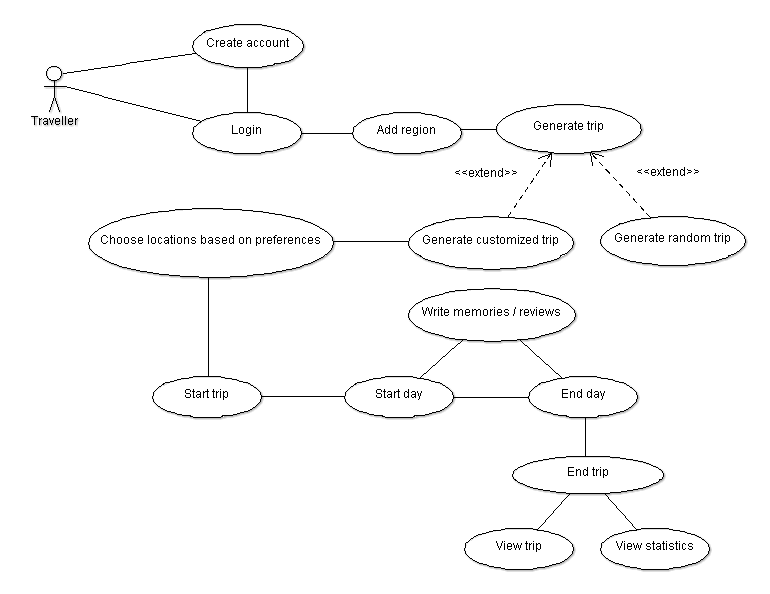 Create account
Traveller
Login
Add region
Generate trip
<<extend>>
<<extend>>
Choose locations based on preferences
Generate customized trip
Generate random trip
Write memories / reviews
Start trip
Start day
End day
End trip
View trip
View statistics